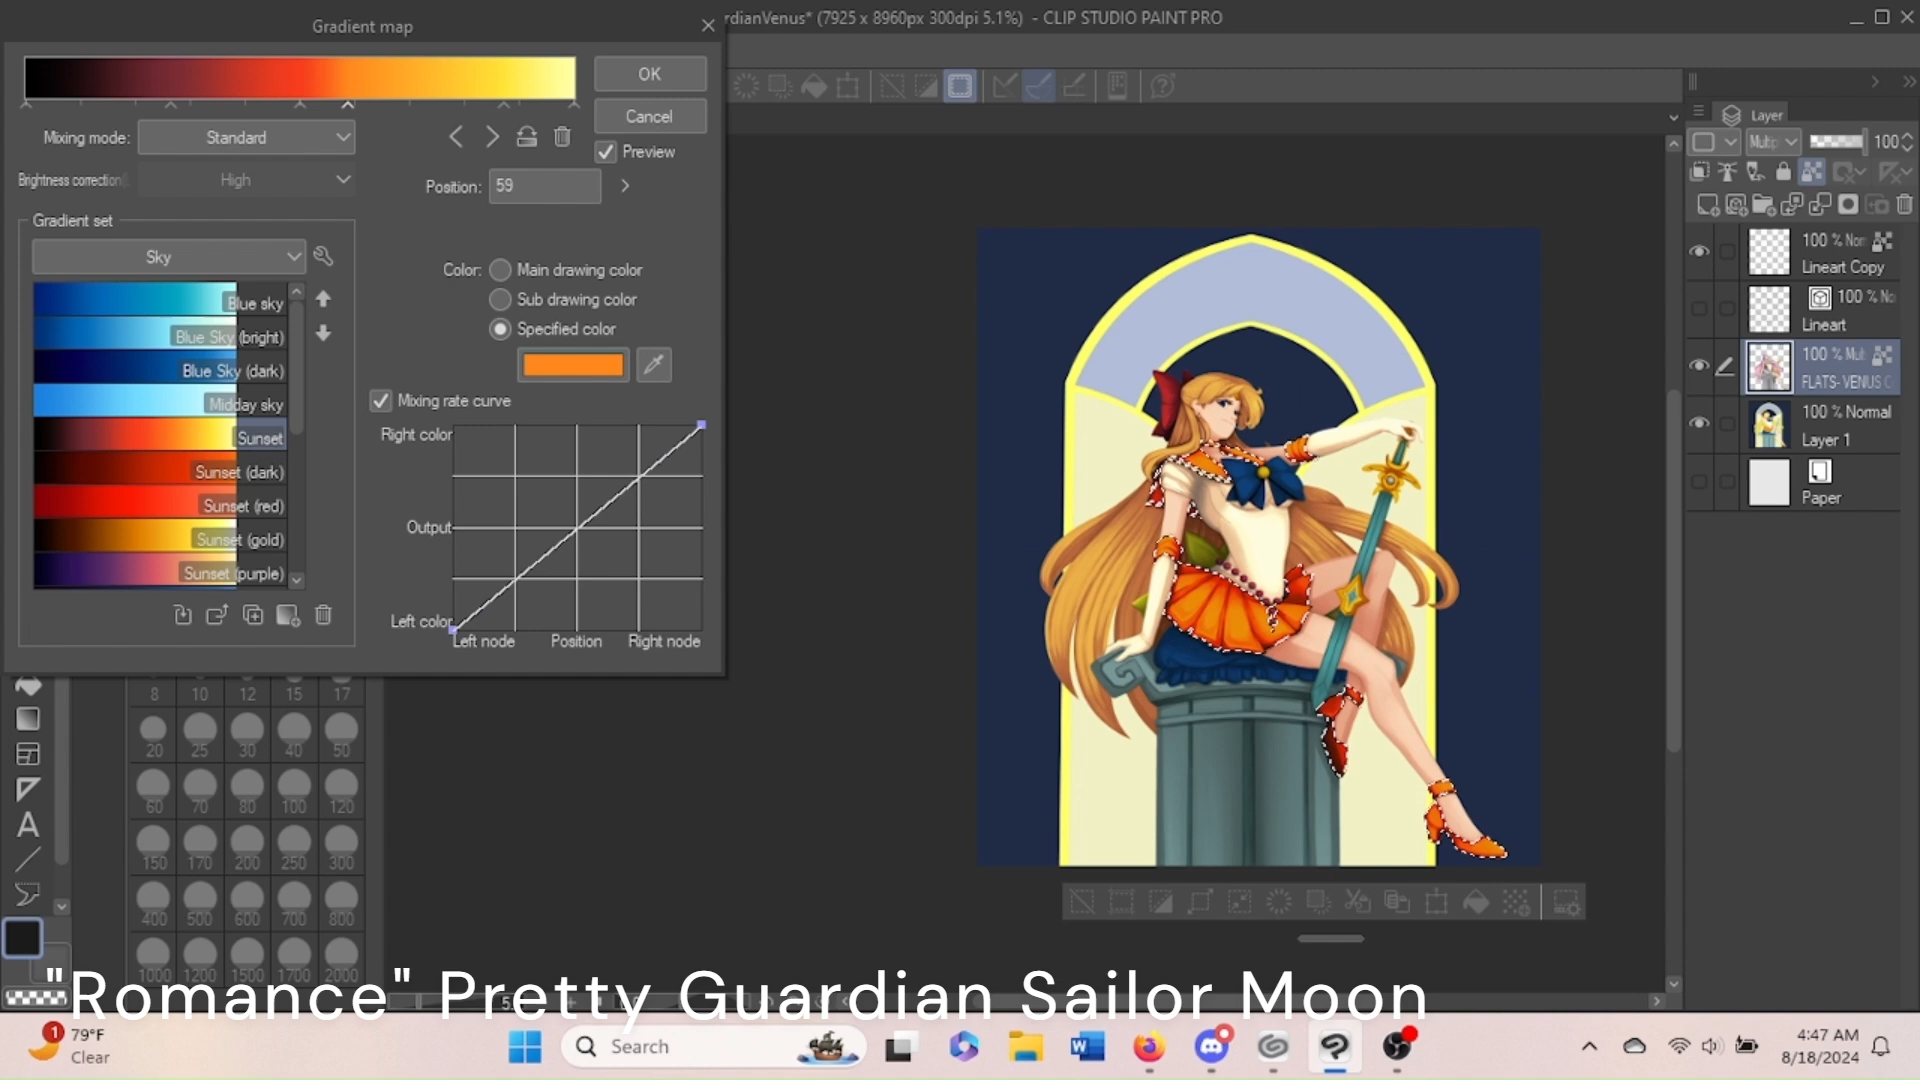 Gradient map
rdianVenus* (7925 x 8960px 300dpi 5.1%) - CLIP STUDIO PAINT PRO
OK
Cancel
Preview
Mixing mode:
Standard
Brightness correction
High
Position:
59
Gradient set
Sky
Blue sky
Blue Sky (bright)
Blue Sky (dark)
Midday sky
Sunset
Sunset (dark)
Sunset (red)
Sunset (gold)
Sunset (purple)
Color:
Main drawing color
Sub drawing color
Specified color
Mixing rate curve
Right color
Output
Left color
Left node
Position
Right node
Layer
100
100 % Nor
Lineart Copy
100 % No
Lineart
100 % Mul
FLATS- VENUS C
100 % Normal
Layer 1
Paper
8 10 12 15 17
20 25 30 40 50
60 70 80 100 120
150 170 200 250 300
400 500 600 700 800
1000 1200 1500 1700 2000
"Romance" Pretty Guardian Sailor Moon
1
79°F
Clear
Search
4:47 AM
8/18/2024